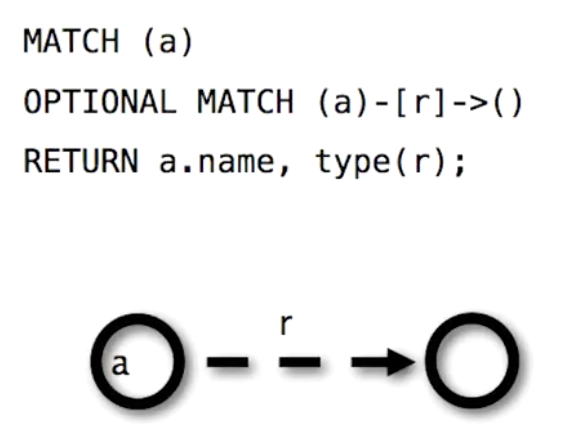 MATCH (a)
OPTIONAL MATCH (a)-[r]->()
RETURN a.name, type(r);
r
a